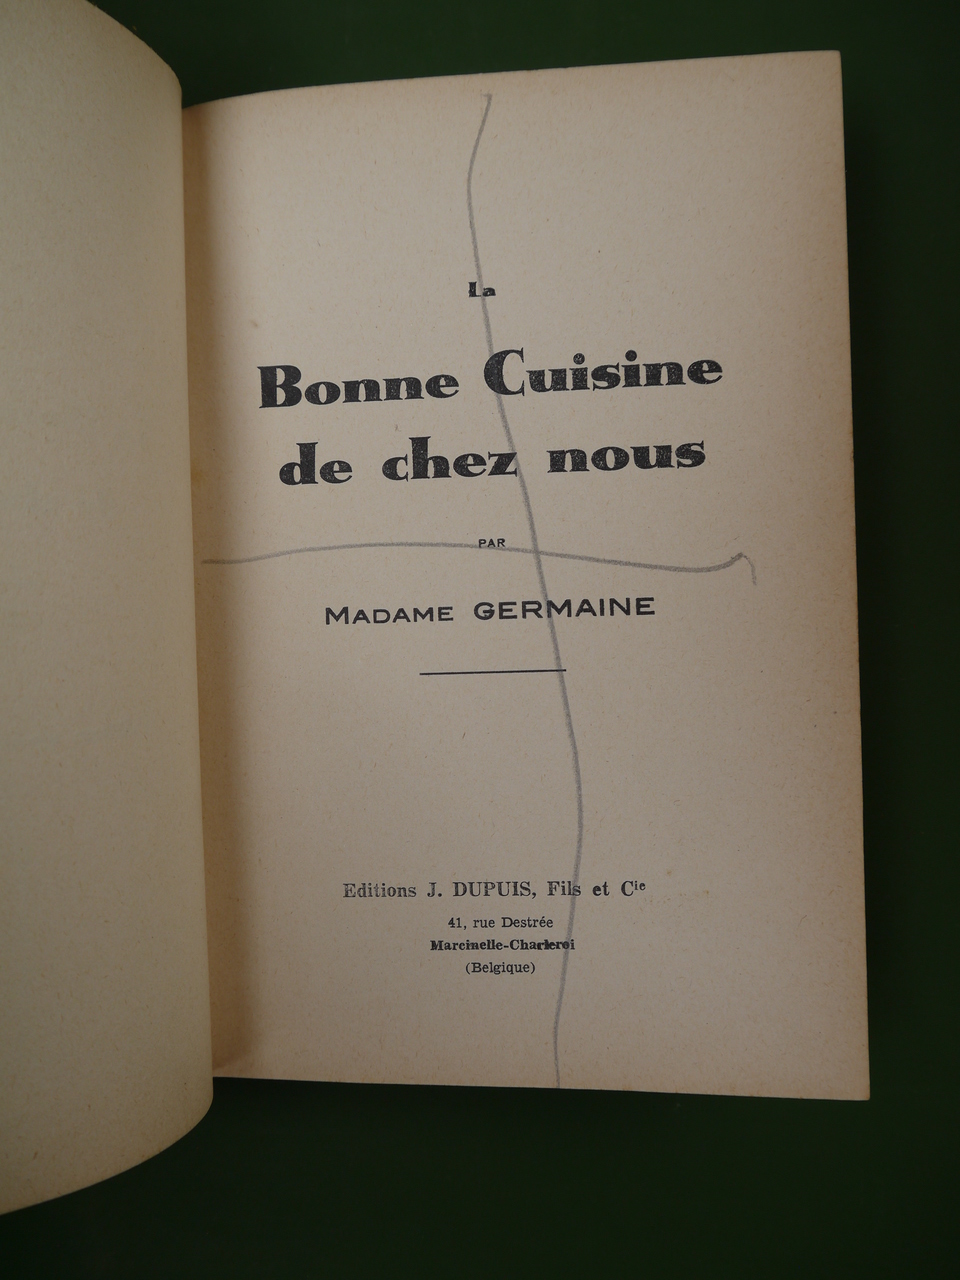 La
Bonne Cuisine
de chez nous
PAR
MADAME GERMAINE
Editions J. DUPUIS, Fils et Cie
41, rue Destrée
Marcinelle-Charleroi
(Belgique)